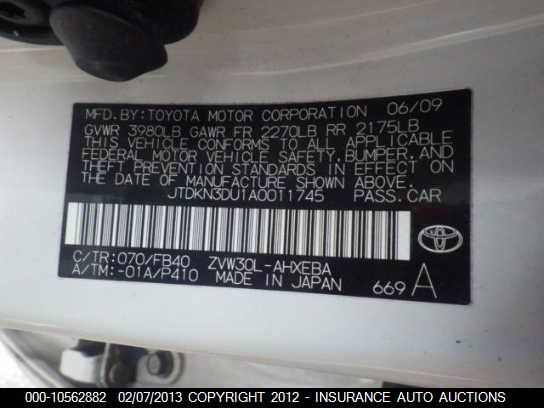 MFD. BY: TOYOTA MOTOR CORPORATION 06/09
GVWR 3980LB GAWR FR 2270LB RR 2175LB
THIS VEHICLE CONFORMS TO ALL APPLICABLE
FEDERAL MOTOR VEHICLE SAFETY, BUMPER, AND
THEFT PREVENTION STANDARDS IN EFFECT ON
THE DATE OF MANUFACTURE SHOWN ABOVE.
JTDKN3DU1A0011745 PASS. CAR
C/TR: 070/FB40 ZVW30L-AHXEBA
A/TM: -01A/P410 MADE IN JAPAN
669 A
TOYOTA
000-10562882 02/07/2013 COPYRIGHT 2012 - INSURANCE AUTO AUCTIONS